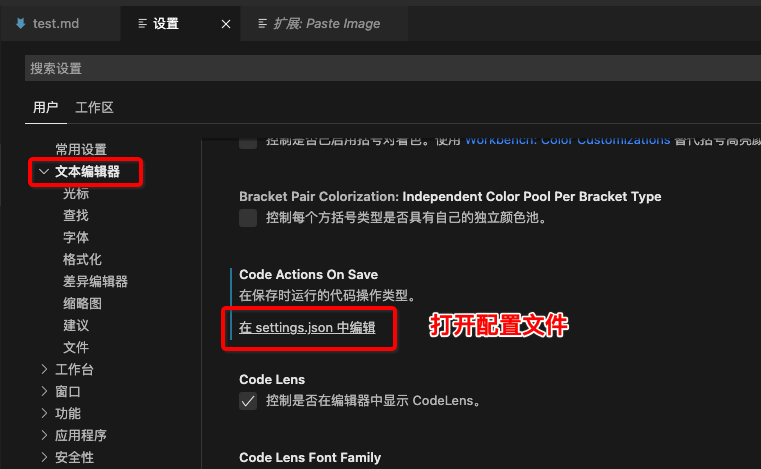 test.md
设置
扩展: Paste Image
搜索设置
用户
工作区
常用设置
文本编辑器
光标
查找
字体
格式化
差异编辑器
缩略图
建议
文件
工作台
窗口
功能
应用程序
安全性
控制是否已启用括号对着色。使用 Workbench: Color Customizations 替代括号高亮颜
Bracket Pair Colorization: Independent Color Pool Per Bracket Type
控制每个方括号类型是否具有自己的独立颜色池。
Code Actions On Save
在保存时运行的代码操作类型。
在 settings.json 中编辑
打开配置文件
Code Lens
控制是否在编辑器中显示 CodeLens。
Code Lens Font Family